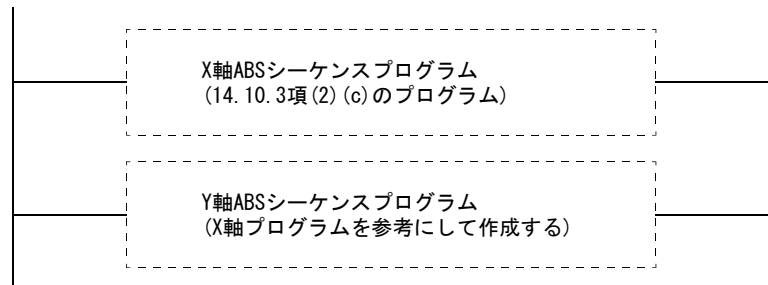 X軸ABSシーケンスプログラム
(14.10.3項(2)(c)のプログラム)
Y軸ABSシーケンスプログラム
(X軸プログラムを参考にして作成する)